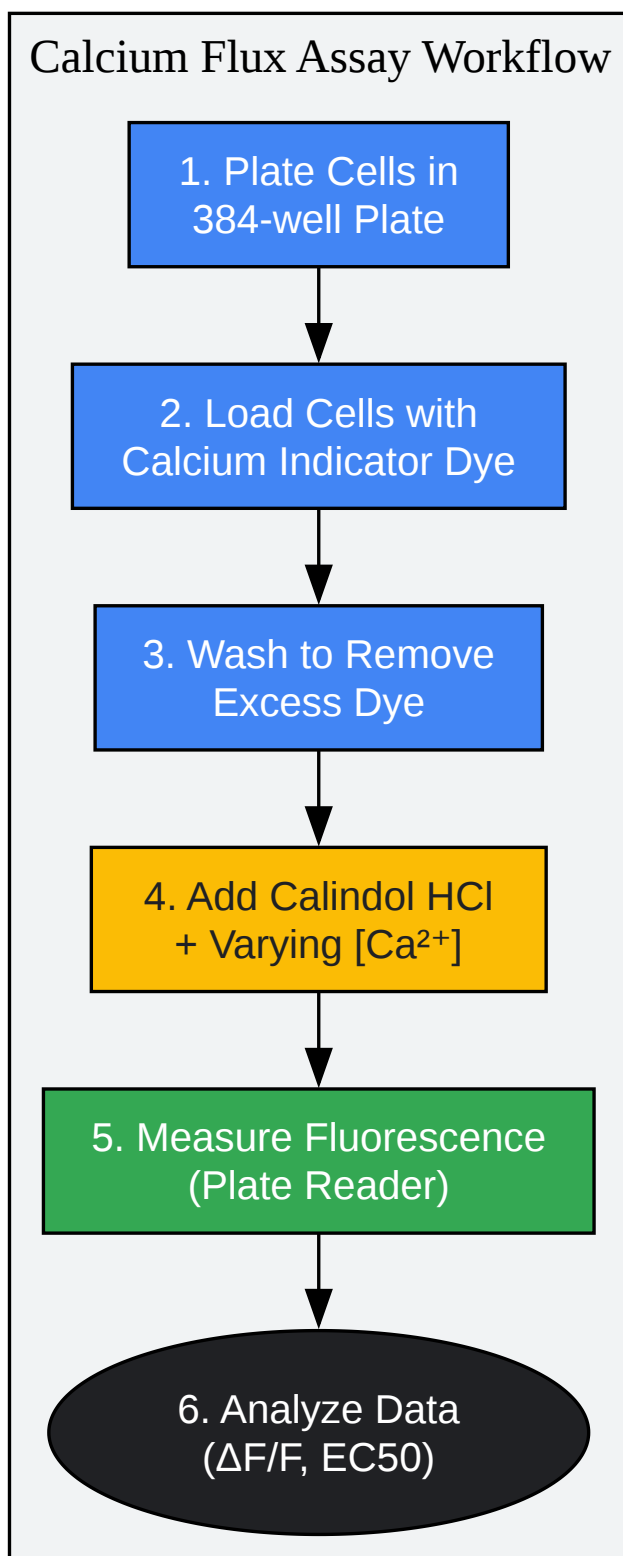 Calcium Flux Assay Workflow
1. Plate Cells in
384-well Plate
2. Load Cells with
Calcium Indicator Dye
3. Wash to Remove
Excess Dye
4. Add Calindol HCl
+ Varying [Ca²⁺]
5. Measure Fluorescence
(Plate Reader)
6. Analyze Data
(ΔF/F, EC50)